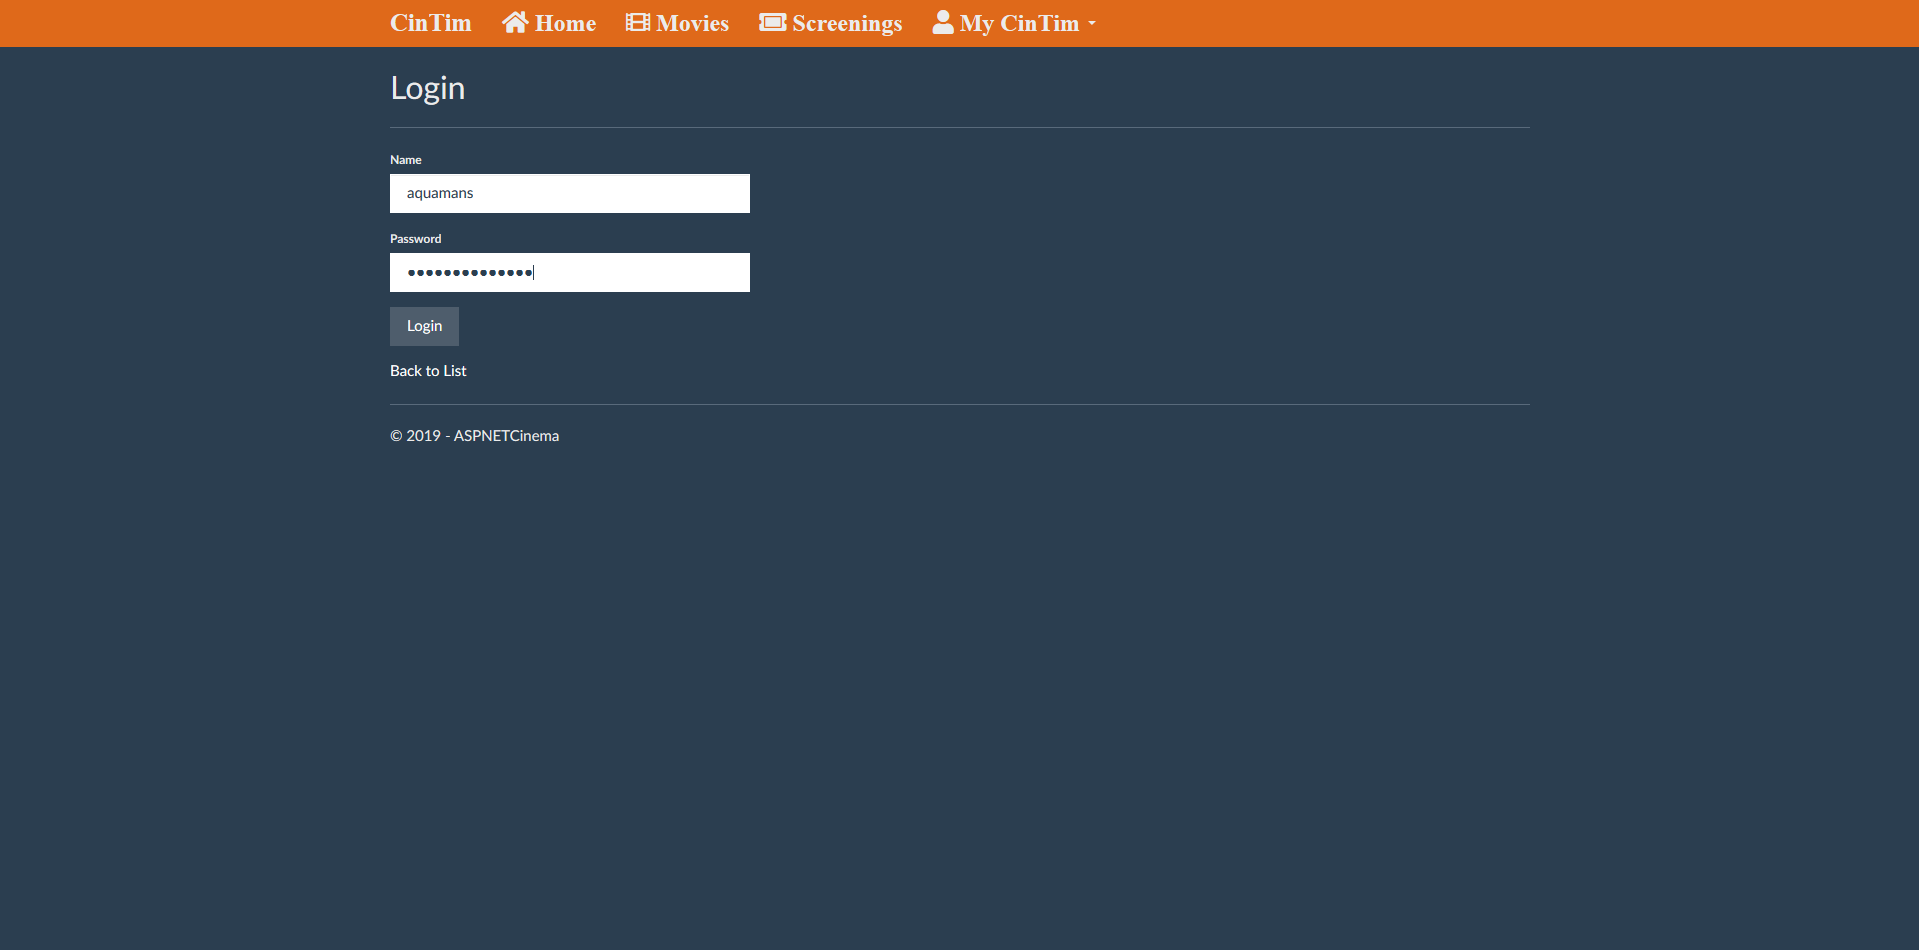 CinTim Home Movies Screenings My CinTim
Login
Name
aquamans
Password
••••••••••••••
Login
Back to List
© 2019 - ASPNETCinema